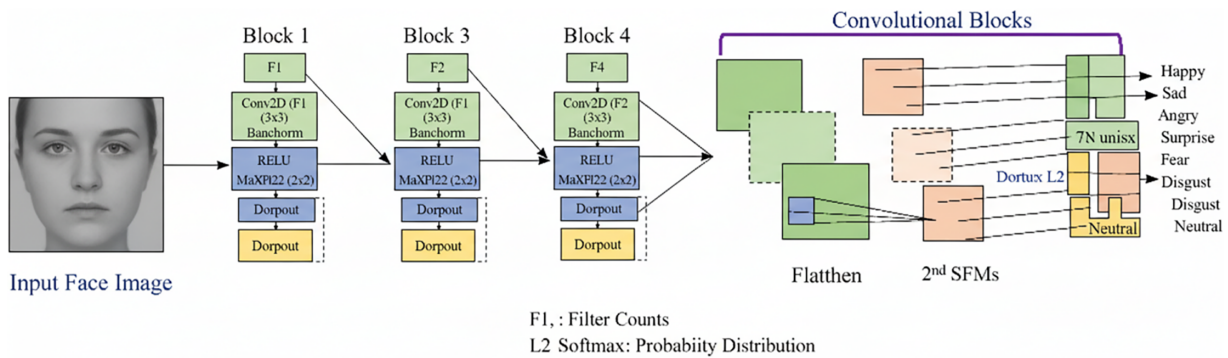 Convolutional Blocks
Block 1
Block 3
Block 4
F1
F2
F4
Conv2D (F1
(3x3)
Banchorm
Conv2D (F1
(3x3)
Banchorm
Conv2D (F2
(3x3)
Banchorm
RELU
MaXPi22 (2x2)
RELU
MaXPi22 (2x2)
RELU
MaXPi22 (2x2)
Dorpout
Dorpout
Dorpout
Dorpout
Dorpout
Dorpout
Input Face Image
Flatthen
2nd SFMs
7N unisx
Dortux L2
Neutral
Happy
Sad
Angry
Surprise
Fear
Disgust
Disgust
Neutral
F1, : Filter Counts
L2 Softmax: Probabiity Distribution